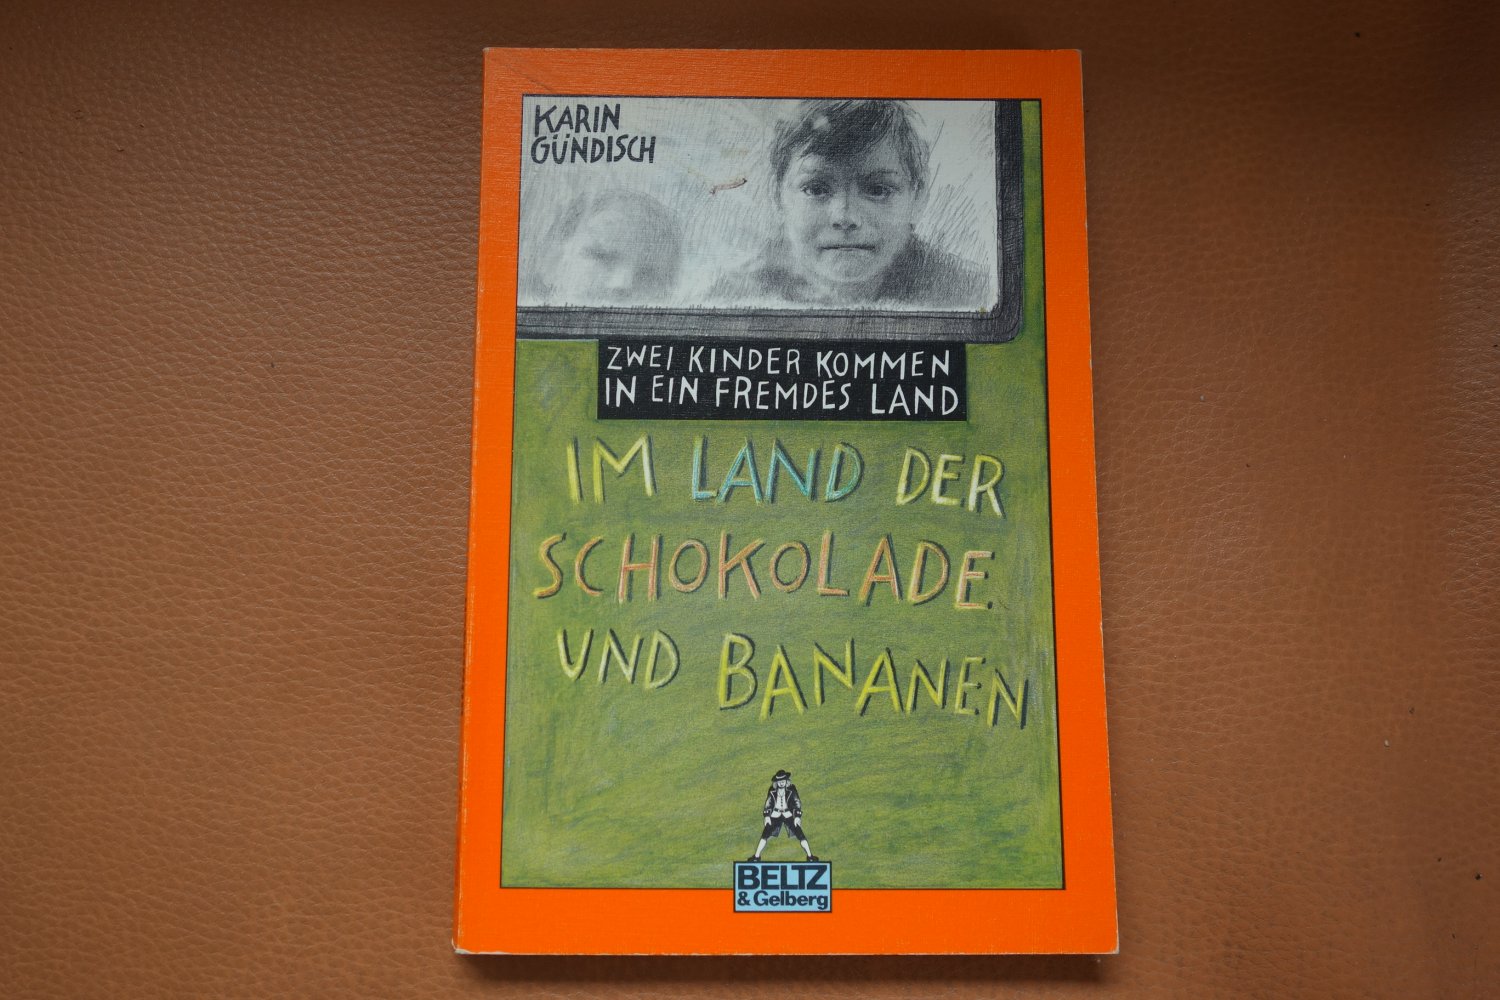 KARIN
GÜNDISCH
ZWEI KINDER KOMMEN
IN EIN FREMDES LAND
IM LAND DER
SCHOKOLADE
UND BANANEN
BELTZ
& Gelberg